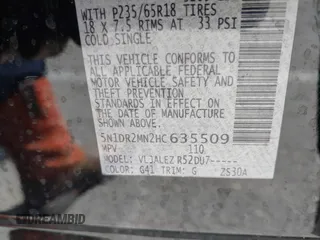 WITH P235/65R18 TIRES
18 X 7.5 RIMS AT 33 PSI
COLD SINGLE
THIS VEHICLE CONFORMS TO ALL
APPLICABLE FEDERAL MOTOR
VEHICLE SAFETY AND
THEFT PREVENTION
STANDARDS IN EFFECT ON THE
DATE OF MANUFACTURE
SHOWN ABOVE.
5N1DR2MN2HC635509
MPV 110
VLJALEZ R52DU7-----
COLOR: G41 TRIM: G 2530A
DREAMBID